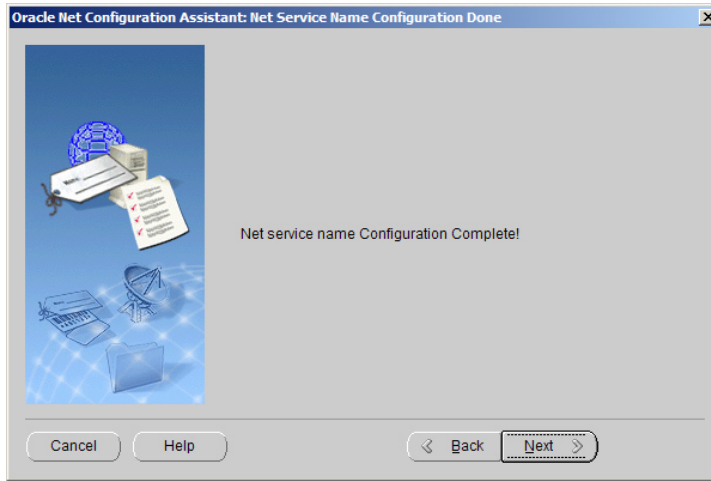 Oracle Net Configuration Assistant: Net Service Name Configuration Done
Net service name Configuration Complete!
Cancel
Help
Back
Next